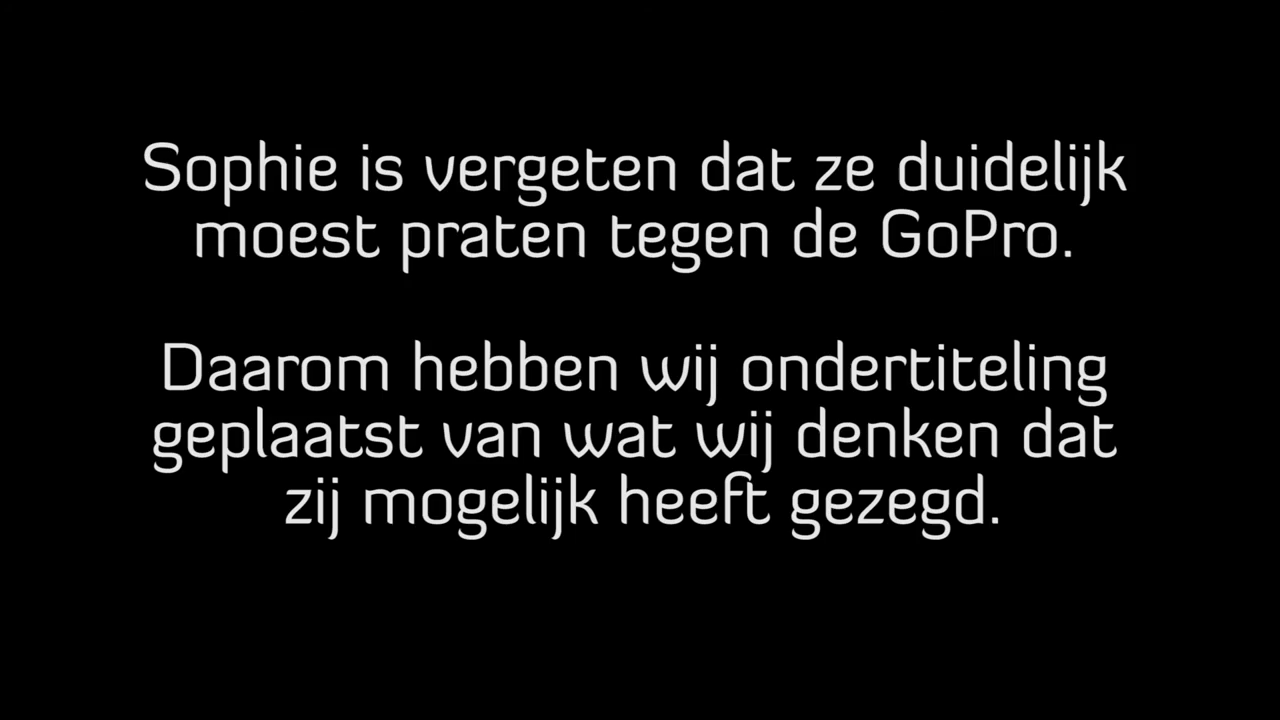 Sophie is vergeten dat ze duidelijk
moest praten tegen de GoPro.
Daarom hebben wij ondertiteling
geplaatst van wat wij denken dat
zij mogelijk heeft gezegd.